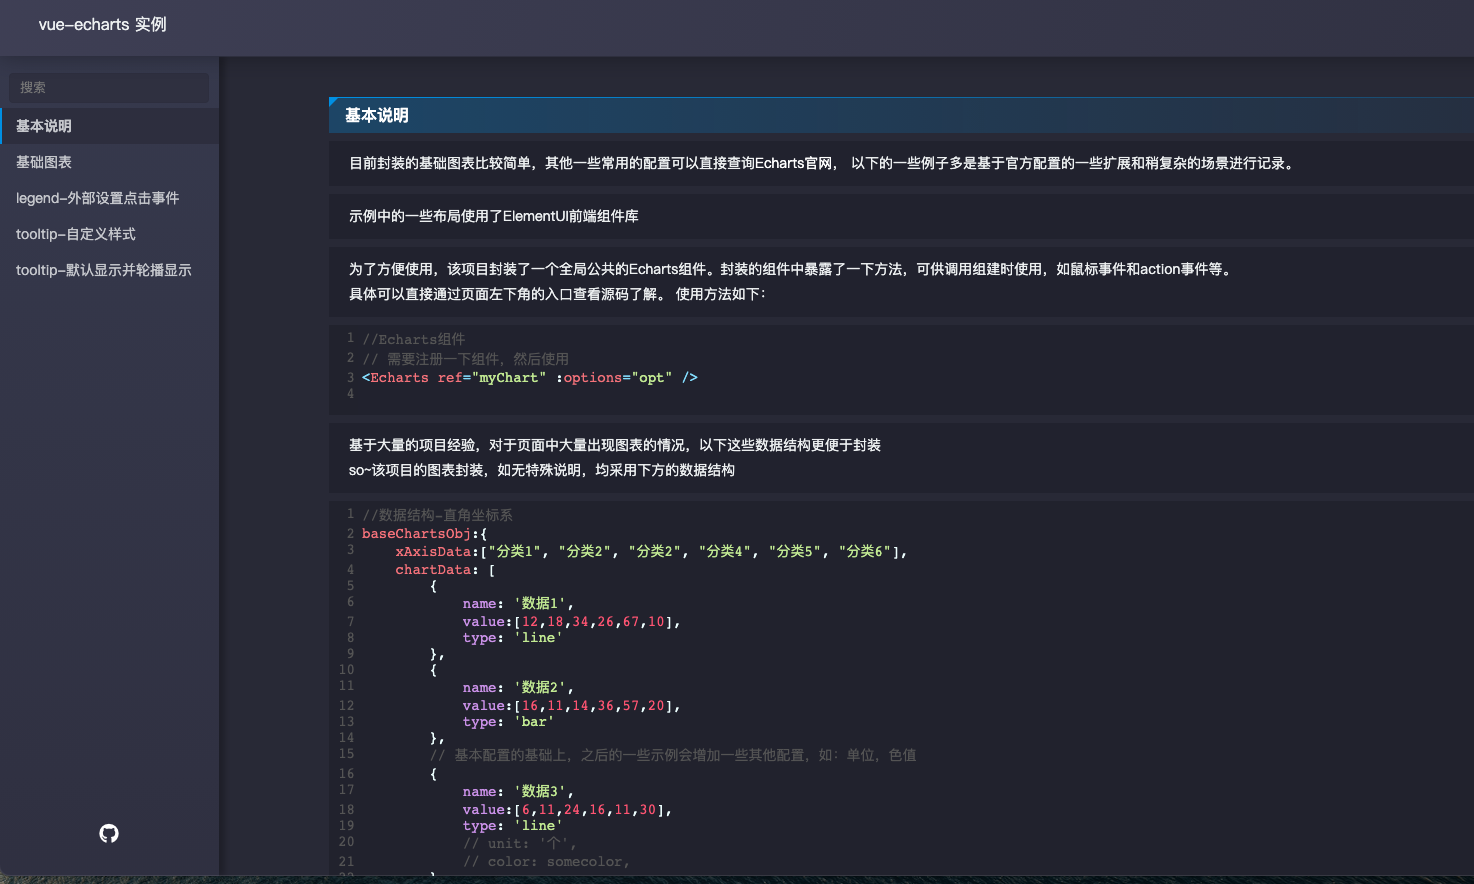 vue-echarts 实例
搜索
基本说明
基础图表
legend-外部设置点击事件
tooltip-自定义样式
tooltip-默认显示并轮播显示
基本说明
目前封装的基础图表比较简单，其他一些常用的配置可以直接查询Echarts官网， 以下的一些例子多是基于官方配置的一些扩展和稍复杂的场景进行记录。
示例中的一些布局使用了ElementUI前端组件库
为了方便使用，该项目封装了一个全局公共的Echarts组件。封装的组件中暴露了一下方法，可供调用组建时使用，如鼠标事件和action事件等。
具体可以直接通过页面左下角的入口查看源码了解。 使用方法如下：
1 //Echarts组件
2 // 需要注册一下组件，然后使用
3 <Echarts ref="myChart" :options="opt" />
4
基于大量的项目经验，对于页面中大量出现图表的情况，以下这些数据结构更便于封装
so~该项目的图表封装，如无特殊说明，均采用下方的数据结构
1 //数据结构-直角坐标系
2 baseChartsObj:{
3     xAxisData:["分类1", "分类2", "分类2", "分类4", "分类5", "分类6"],
4     chartData: [
5         {
6             name: '数据1',
7             value:[12,18,34,26,67,10],
8             type: 'line'
9         },
10         {
11             name: '数据2',
12             value:[16,11,14,36,57,20],
13             type: 'bar'
14         },
15         // 基本配置的基础上，之后的一些示例会增加一些其他配置，如：单位，色值
16         {
17             name: '数据3',
18             value:[6,11,24,16,11,30],
19             type: 'line'
20             // unit: '个',
21             // color: somecolor,